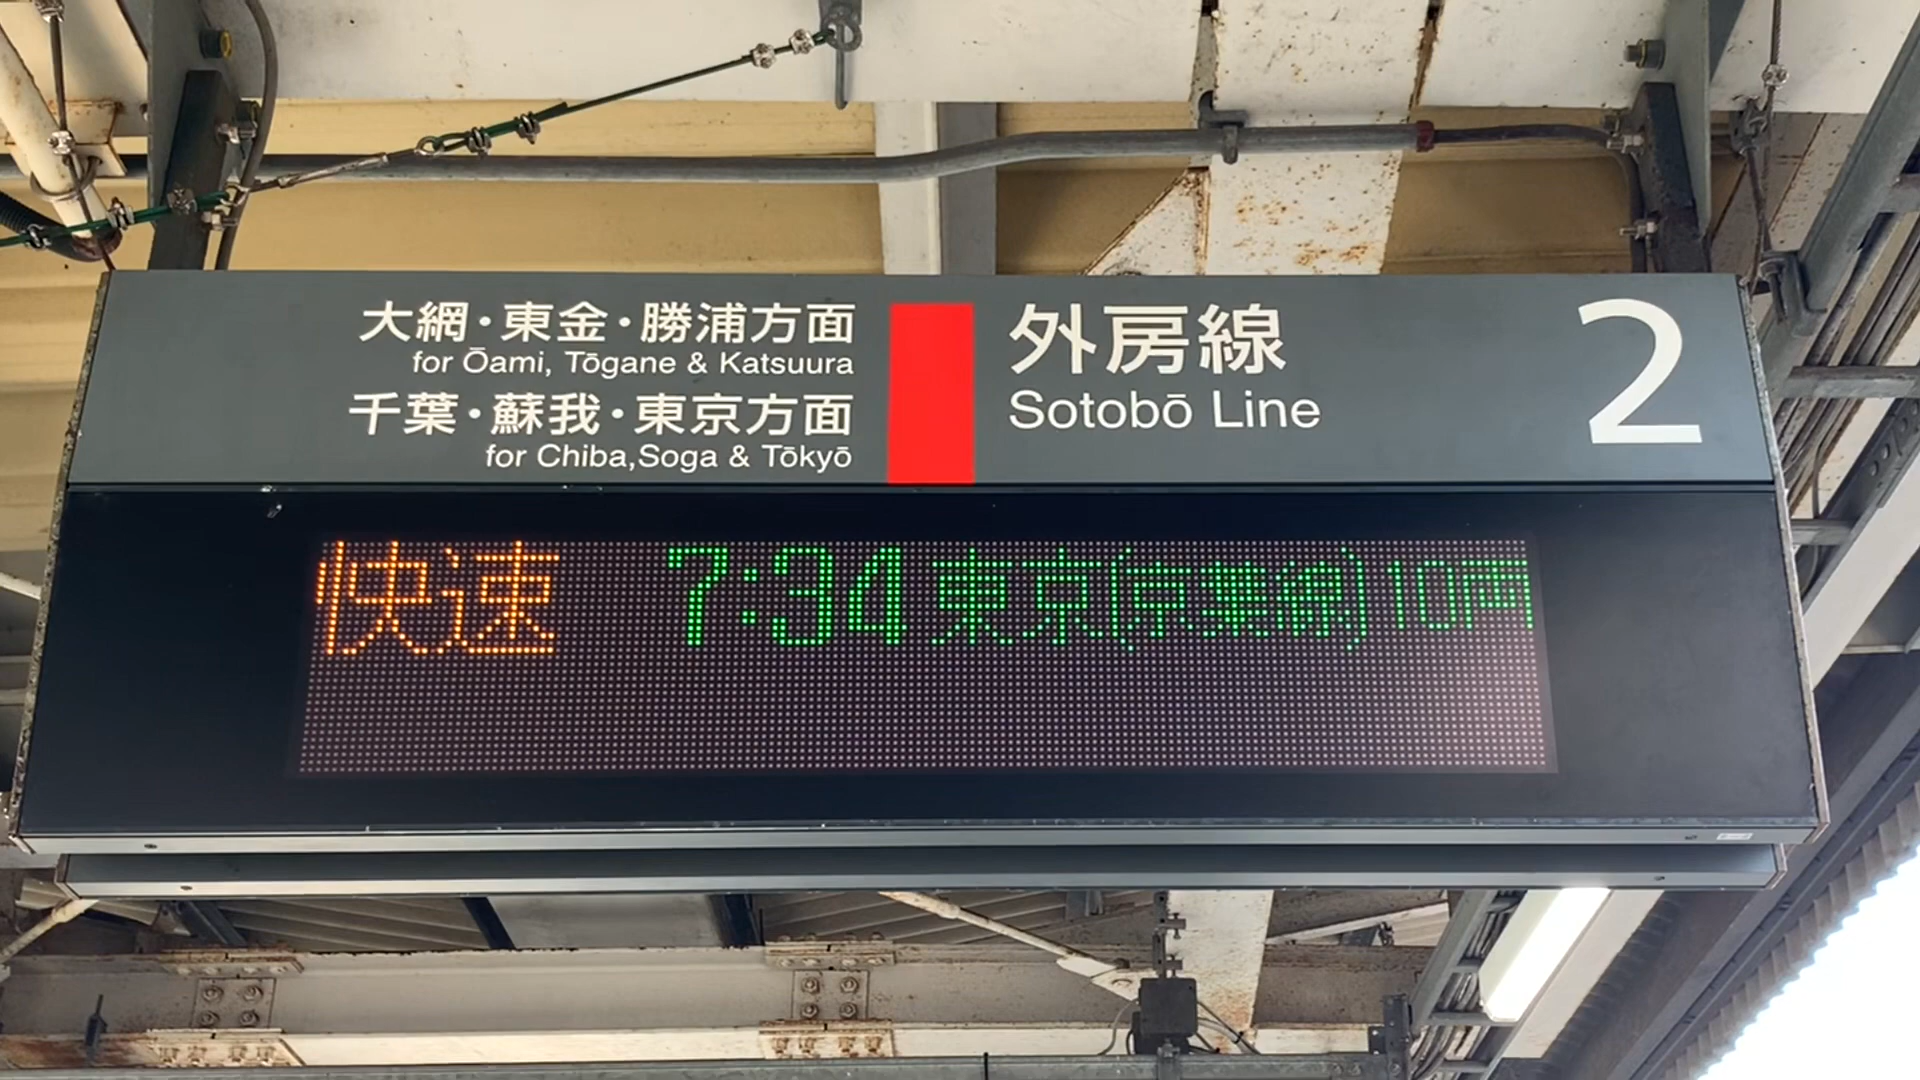 大網・東金・勝浦方面
for Ōami, Tōgane & Katsuura
千葉・蘇我・東京方面
for Chiba,Soga & Tōkyō
外房線
Sotobō Line
2
快速 7:34 東京(京葉線) 10両